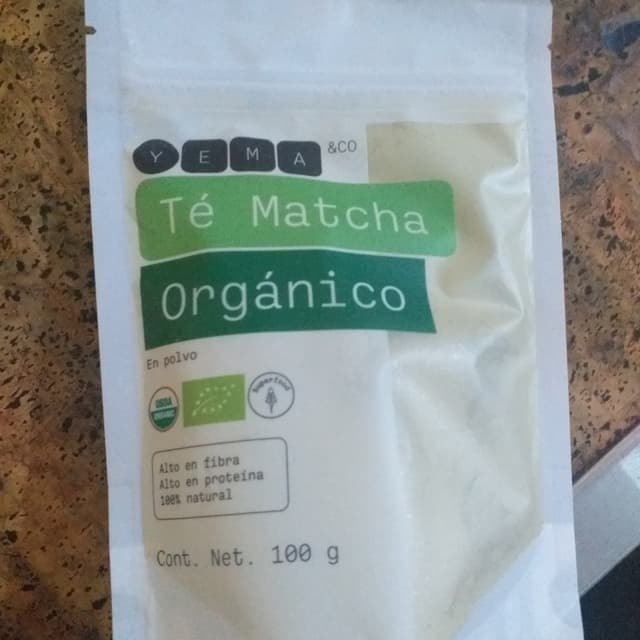 YEMA &CO
Té Matcha
Orgánico
En polvo
USDA
ORGANIC
superfood
Alto en fibra
Alto en proteína
100% natural
Cont. Net. 100 g